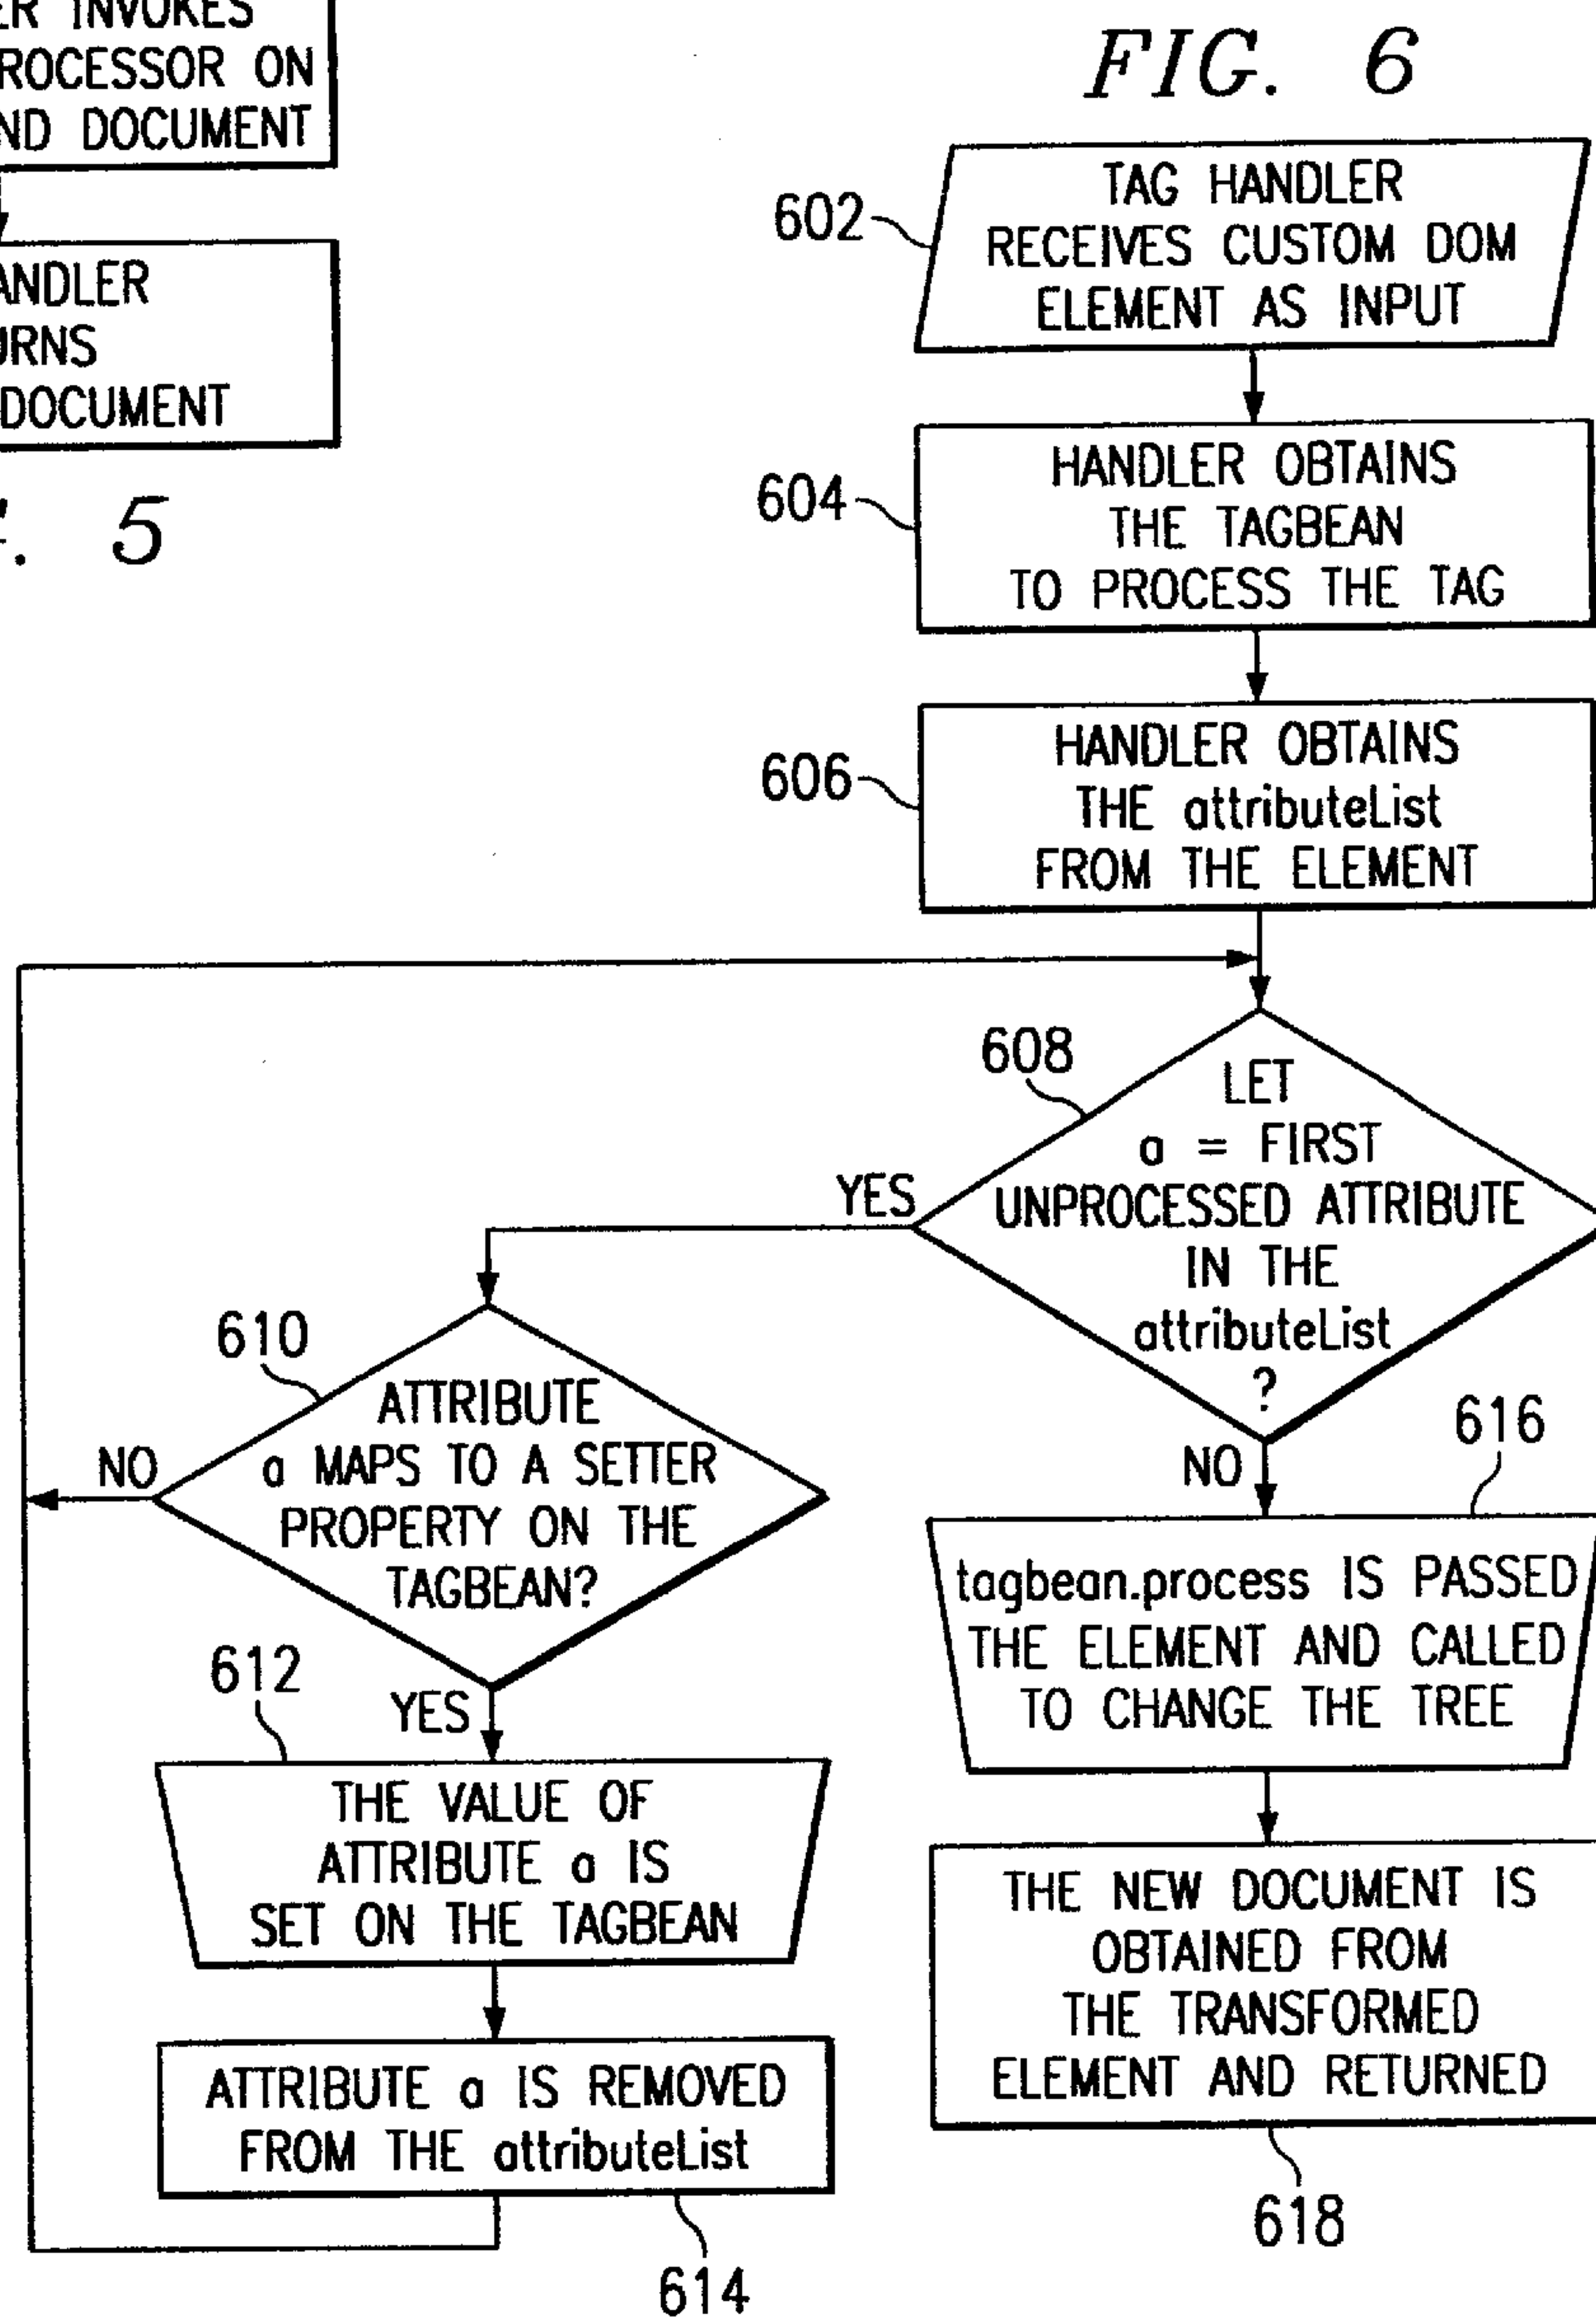 INVOKES
ON
DOCUMENT
DOCUMENT
5
FIG. 6
602
TAG HANDLER
RECEIVES CUSTOM DOM
ELEMENT AS INPUT
604
HANDLER OBTAINS
THE TAGBEAN
TO PROCESS THE TAG
606
HANDLER OBTAINS
THE attributeList
FROM THE ELEMENT
608
LET
a = FIRST
UNPROCESSED ATTRIBUTE
IN THE
attributeList
?
YES
NO
610
ATTRIBUTE
a MAPS TO A SETTER
PROPERTY ON THE
TAGBEAN?
NO
YES
612
THE VALUE OF
ATTRIBUTE a IS
SET ON THE TAGBEAN
ATTRIBUTE a IS REMOVED
FROM THE attributeList
614
616
tagbean.process IS PASSED
THE ELEMENT AND CALLED
TO CHANGE THE TREE
THE NEW DOCUMENT IS
OBTAINED FROM
THE TRANSFORMED
ELEMENT AND RETURNED
618